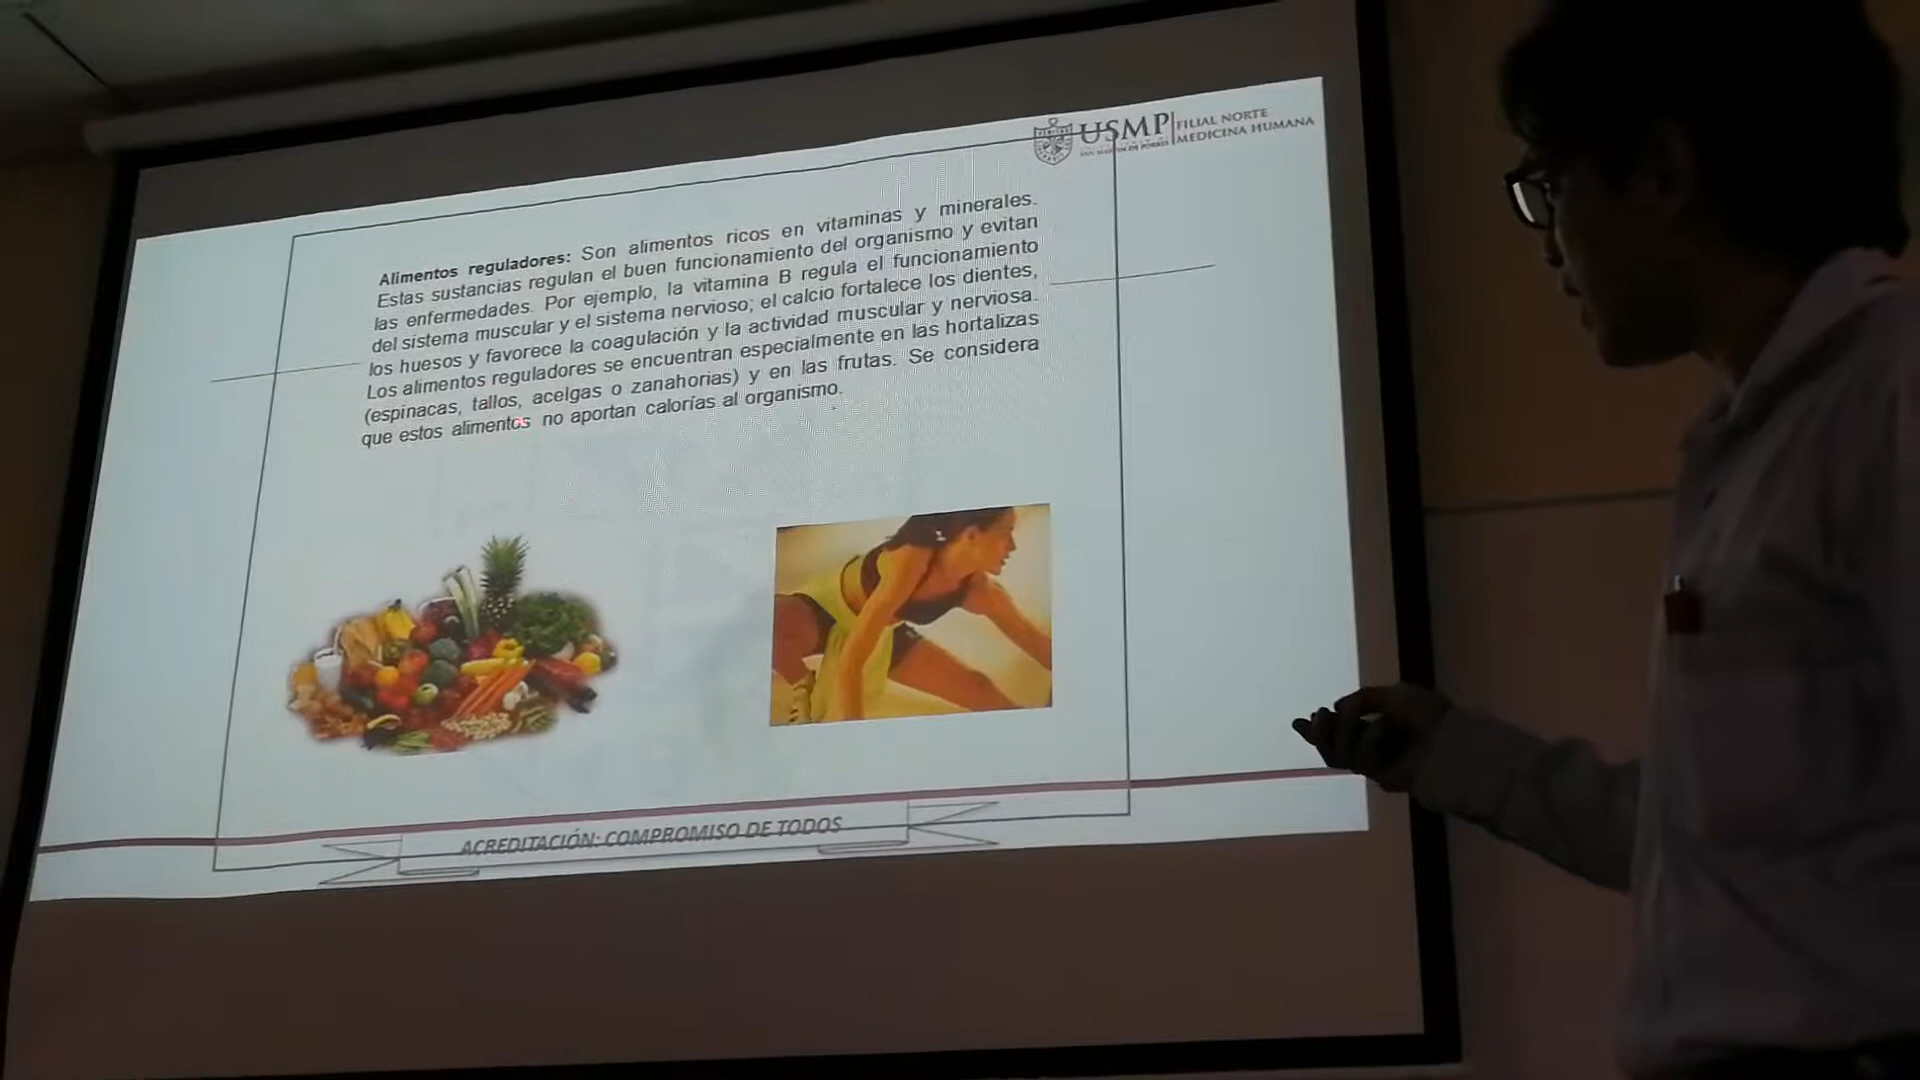 USMP
SAN MARTIN DE PORRES
FILIAL NORTE
MEDICINA HUMANA
Alimentos reguladores: Son alimentos ricos en vitaminas y minerales.
Estas sustancias regulan el buen funcionamiento del organismo y evitan
las enfermedades. Por ejemplo, la vitamina B regula el funcionamiento
del sistema muscular y el sistema nervioso; el calcio fortalece los dientes,
los huesos y favorece la coagulación y la actividad muscular y nerviosa.
Los alimentos reguladores se encuentran especialmente en las hortalizas
(espinacas, tallos, acelgas o zanahorias) y en las frutas. Se considera
que estos alimentos no aportan calorías al organismo.
ACREDITACIÓN: COMPROMISO DE TODOS